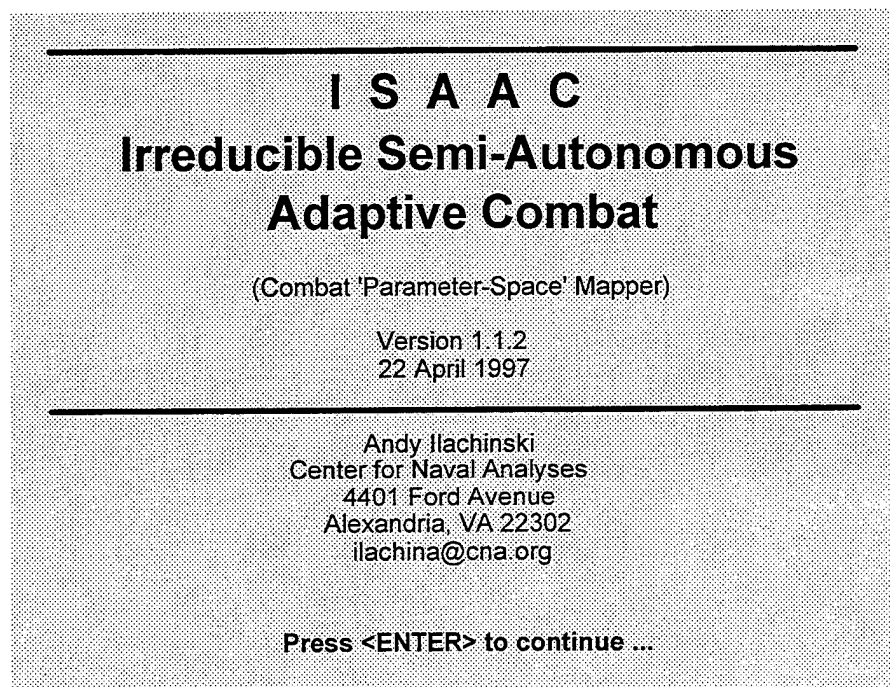 I S A A C
Irreducible Semi-Autonomous
Adaptive Combat
(Combat 'Parameter-Space' Mapper)
Version 1.1.2
22 April 1997
Andy Ilachinski
Center for Naval Analyses
4401 Ford Avenue
Alexandria, VA 22302
ilachina@cna.org
Press <ENTER> to continue ...